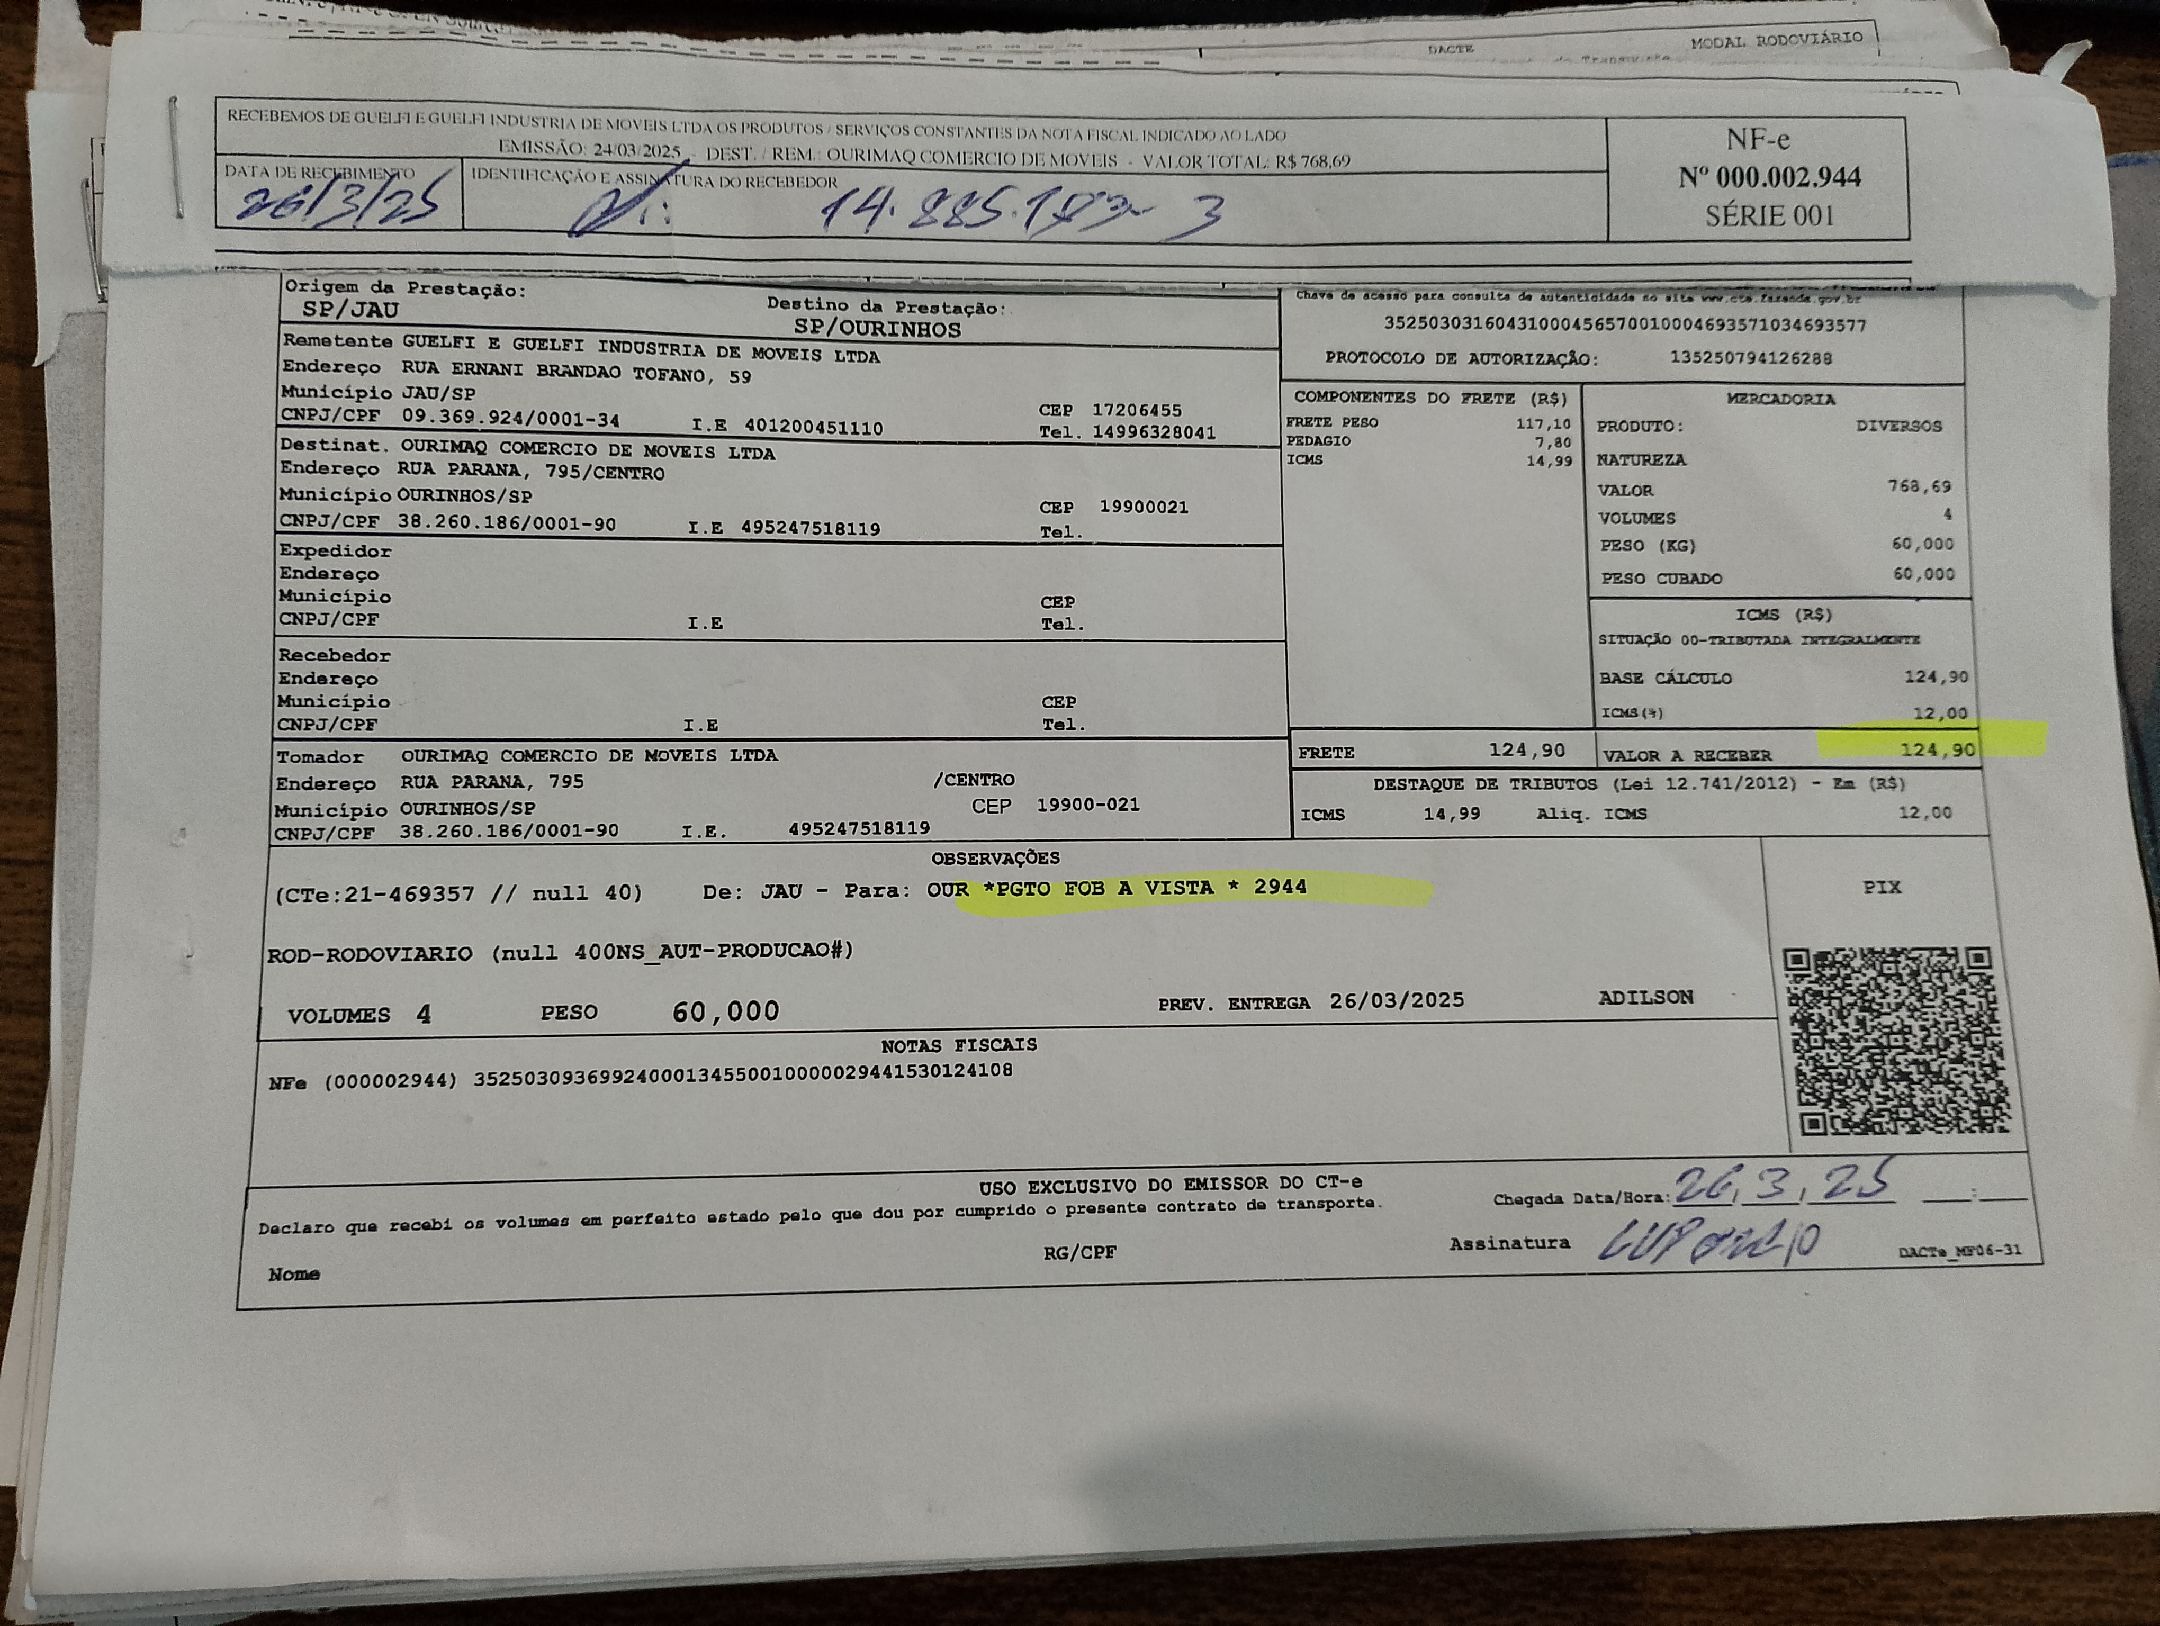 DACTE
MODAL RODOVIÁRIO
RECEBEMOS DE GUELFI E GUELFI INDUSTRIA DE MOVEIS LTDA OS PRODUTOS / SERVIÇOS CONSTANTES DA NOTA FISCAL INDICADO AO LADO
EMISSÃO: 24/03/2025 - DEST. / REM.: OURIMAQ COMERCIO DE MOVEIS - VALOR TOTAL: R$ 768,69
DATA DE RECEBIMENTO
26/3/25
IDENTIFICAÇÃO E ASSINATURA DO RECEBEDOR
NF-e
Nº 000.002.944
SÉRIE 001
Origem da Prestação:
SP/JAU
Destino da Prestação:
SP/OURINHOS
Chave de acesso para consulta de autenticidade no site www.cte.fazenda.gov.br
35250303160431000456570010004693571034693577
PROTOCOLO DE AUTORIZAÇÃO: 135250794126288
Remetente GUELFI E GUELFI INDUSTRIA DE MOVEIS LTDA
Endereço RUA ERNANI BRANDAO TOFANO, 59
Município JAU/SP
CEP 17206455
CNPJ/CPF 09.369.924/0001-34 I.E 401200451110 Tel. 14996328041
Destinat. OURIMAQ COMERCIO DE MOVEIS LTDA
Endereço RUA PARANA, 795/CENTRO
Município OURINHOS/SP
CEP 19900021
CNPJ/CPF 38.260.186/0001-90 I.E 495247518119 Tel.
Expedidor
Endereço
Município CEP
CNPJ/CPF I.E Tel.
Recebedor
Endereço
Município CEP
CNPJ/CPF I.E Tel.
Tomador OURIMAQ COMERCIO DE MOVEIS LTDA
Endereço RUA PARANA, 795 /CENTRO
Município OURINHOS/SP CEP 19900-021
CNPJ/CPF 38.260.186/0001-90 I.E. 495247518119
COMPONENTES DO FRETE (R$)
FRETE PESO 117,10
PEDAGIO 7,80
ICMS 14,99
MERCADORIA
PRODUTO: DIVERSOS
NATUREZA
VALOR 768,69
VOLUMES 4
PESO (KG) 60,000
PESO CUBADO 60,000
ICMS (R$)
SITUAÇÃO 00-TRIBUTADA INTEGRALMENTE
BASE CÁLCULO 124,90
ICMS(%) 12,00
FRETE 124,90 VALOR A RECEBER 124,90
DESTAQUE DE TRIBUTOS (Lei 12.741/2012) - Em (R$)
ICMS 14,99 Aliq. ICMS 12,00
OBSERVAÇÕES
(CTe:21-469357 // null 40) De: JAU - Para: OUR *PGTO FOB A VISTA * 2944
PIX
ROD-RODOVIARIO (null 400NS_AUT-PRODUCAO#)
VOLUMES 4 PESO 60,000 PREV. ENTREGA 26/03/2025 ADILSON
NOTAS FISCAIS
NFe (000002944) 35250309369924000134550010000029441530124108
USO EXCLUSIVO DO EMISSOR DO CT-e
Declaro que recebi os volumes em perfeito estado pelo que dou por cumprido o presente contrato de transporte.
Chegada Data/Hora: 26,3,25 :
Nome RG/CPF Assinatura
DACTe_MF06-31